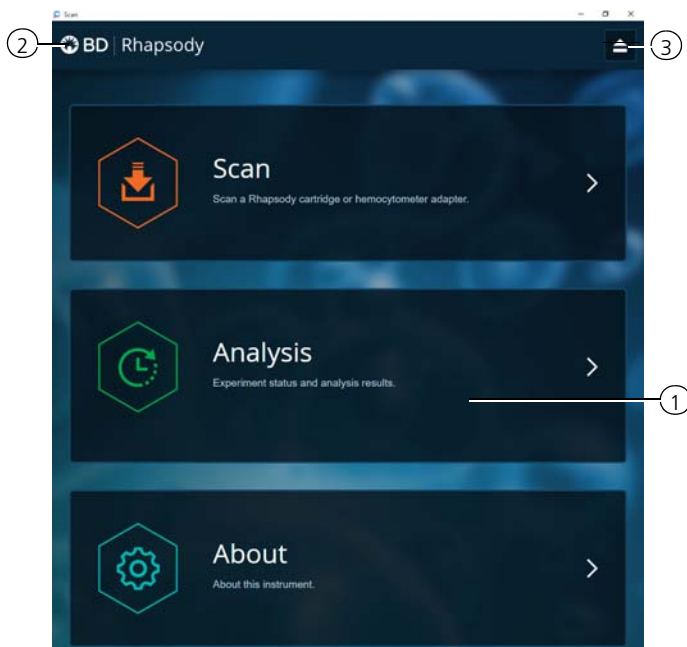 Scan
2 BD | Rhapsody 3
Scan
Scan a Rhapsody cartridge or hemocytometer adapter.
Analysis
Experiment status and analysis results.
1
About
About this instrument.